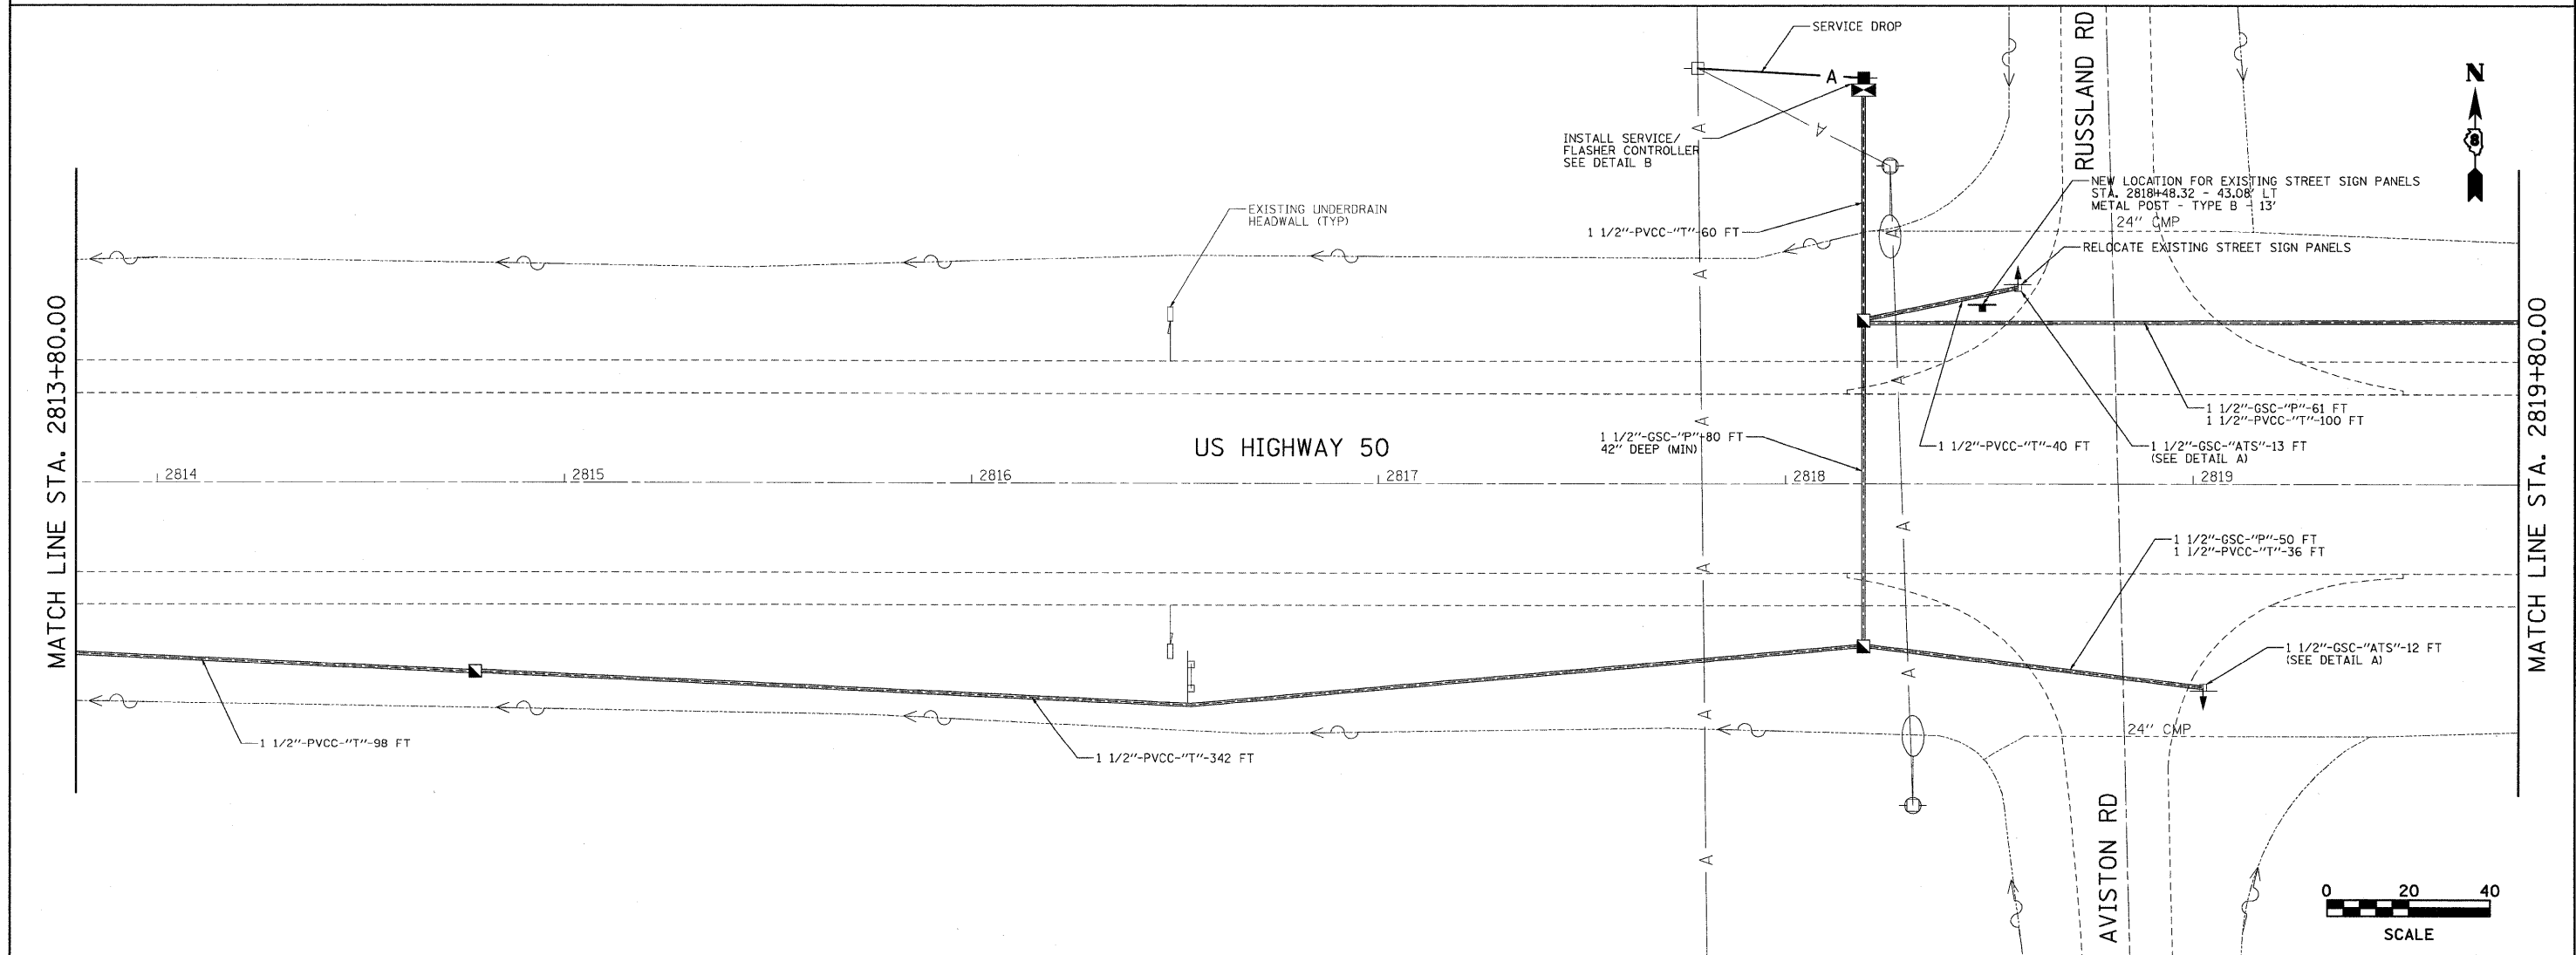 SERVICE DROP
A
N
8
RUSSLAND RD
INSTALL SERVICE/
FLASHER CONTROLLER
SEE DETAIL B
NEW LOCATION FOR EXISTING STREET SIGN PANELS
STA. 2818+48.32 - 43.08' LT
METAL POST - TYPE B - 13'
24" CMP
EXISTING UNDERDRAIN
HEADWALL (TYP)
1 1/2"-PVCC-"T"-60 FT
RELOCATE EXISTING STREET SIGN PANELS
MATCH LINE STA. 2813+80.00
MATCH LINE STA. 2819+80.00
A
A
A
A
A
A
A
A
A
A
A
A
1 1/2"-GSC-"P"-61 FT
1 1/2"-PVCC-"T"-100 FT
US HIGHWAY 50
1 1/2"-GSC-"P"-80 FT
42" DEEP (MIN)
1 1/2"-PVCC-"T"-40 FT
1 1/2"-GSC-"ATS"-13 FT
(SEE DETAIL A)
2814
2815
2816
2817
2818
2819
1 1/2"-GSC-"P"-50 FT
1 1/2"-PVCC-"T"-36 FT
1 1/2"-GSC-"ATS"-12 FT
(SEE DETAIL A)
24" CMP
1 1/2"-PVCC-"T"-98 FT
1 1/2"-PVCC-"T"-342 FT
AVISTON RD
0 20 40
SCALE